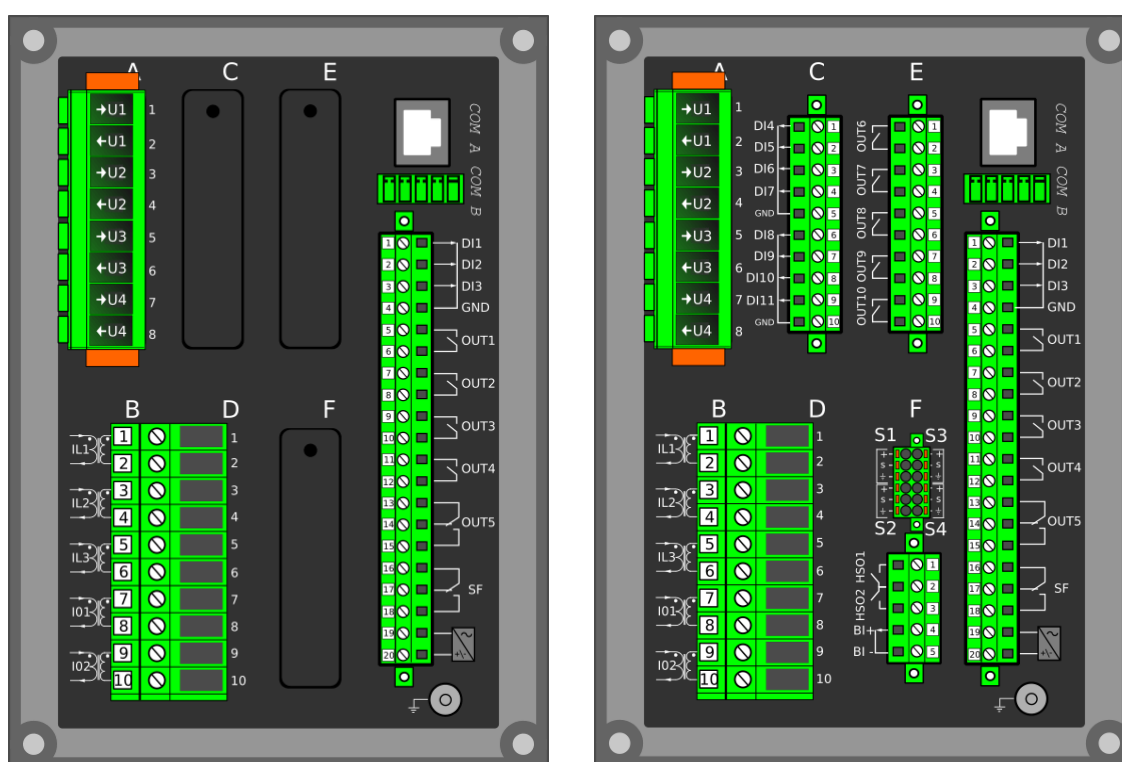 A C E
→U1 1
←U1 2
→U2 3
←U2 4
→U3 5
←U3 6
→U4 7
←U4 8
COM A
COM B
1 DI1
2 DI2
3 DI3
4 GND
5
6 OUT1
7
8 OUT2
9
10 OUT3
11
12 OUT4
13
14 OUT5
15
16
17 SF
18
19 ~
20 +/-
B D F
IL1
1 1
2 2
IL2
3 3
4 4
IL3
5 5
6 6
I01
7 7
8 8
I02
9 9
10 10
A C E
→U1 1
←U1 2
→U2 3
←U2 4
→U3 5
←U3 6
→U4 7
←U4 8
DI4 1
DI5 2
DI6 3
DI7 4
GND 5
DI8 6
DI9 7
DI10 8
DI11 9
GND 10
OUT6 1
2
OUT7 3
4
OUT8 5
6
OUT9 7
8
OUT10 9
10
COM A
COM B
1 DI1
2 DI2
3 DI3
4 GND
5
6 OUT1
7
8 OUT2
9
10 OUT3
11
12 OUT4
13
14 OUT5
15
16
17 SF
18
19 ~
20 +/-
B D F
IL1
1 1
2 2
IL2
3 3
4 4
IL3
5 5
6 6
I01
7 7
8 8
I02
9 9
10 10
S1 S3
+ +
s s
÷ ÷
+ +
s s
÷ ÷
S2 S4
HSO1
HSO2
1
2
3
BI+ 4
BI - 5